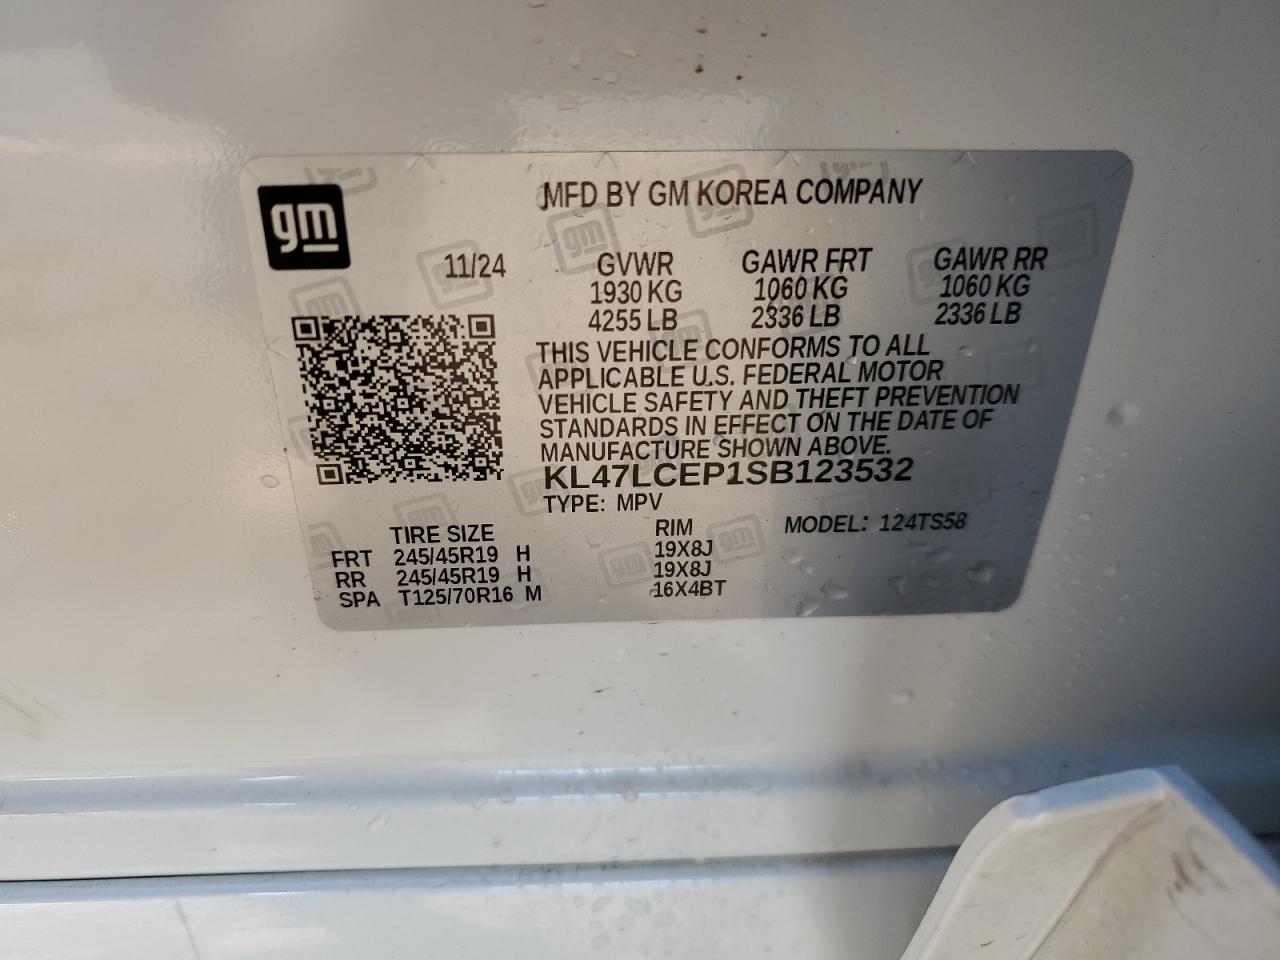 gm
MFD BY GM KOREA COMPANY
11/24 GVWR GAWR FRT GAWR RR
1930 KG 1060 KG 1060 KG
4255 LB 2336 LB 2336 LB
THIS VEHICLE CONFORMS TO ALL
APPLICABLE U.S. FEDERAL MOTOR
VEHICLE SAFETY AND THEFT PREVENTION
STANDARDS IN EFFECT ON THE DATE OF
MANUFACTURE SHOWN ABOVE.
KL47LCEP1SB123532
TYPE: MPV
TIRE SIZE RIM MODEL: 124TS58
FRT 245/45R19 H 19X8J
RR 245/45R19 H 19X8J
SPA T125/70R16 M 16X4BT